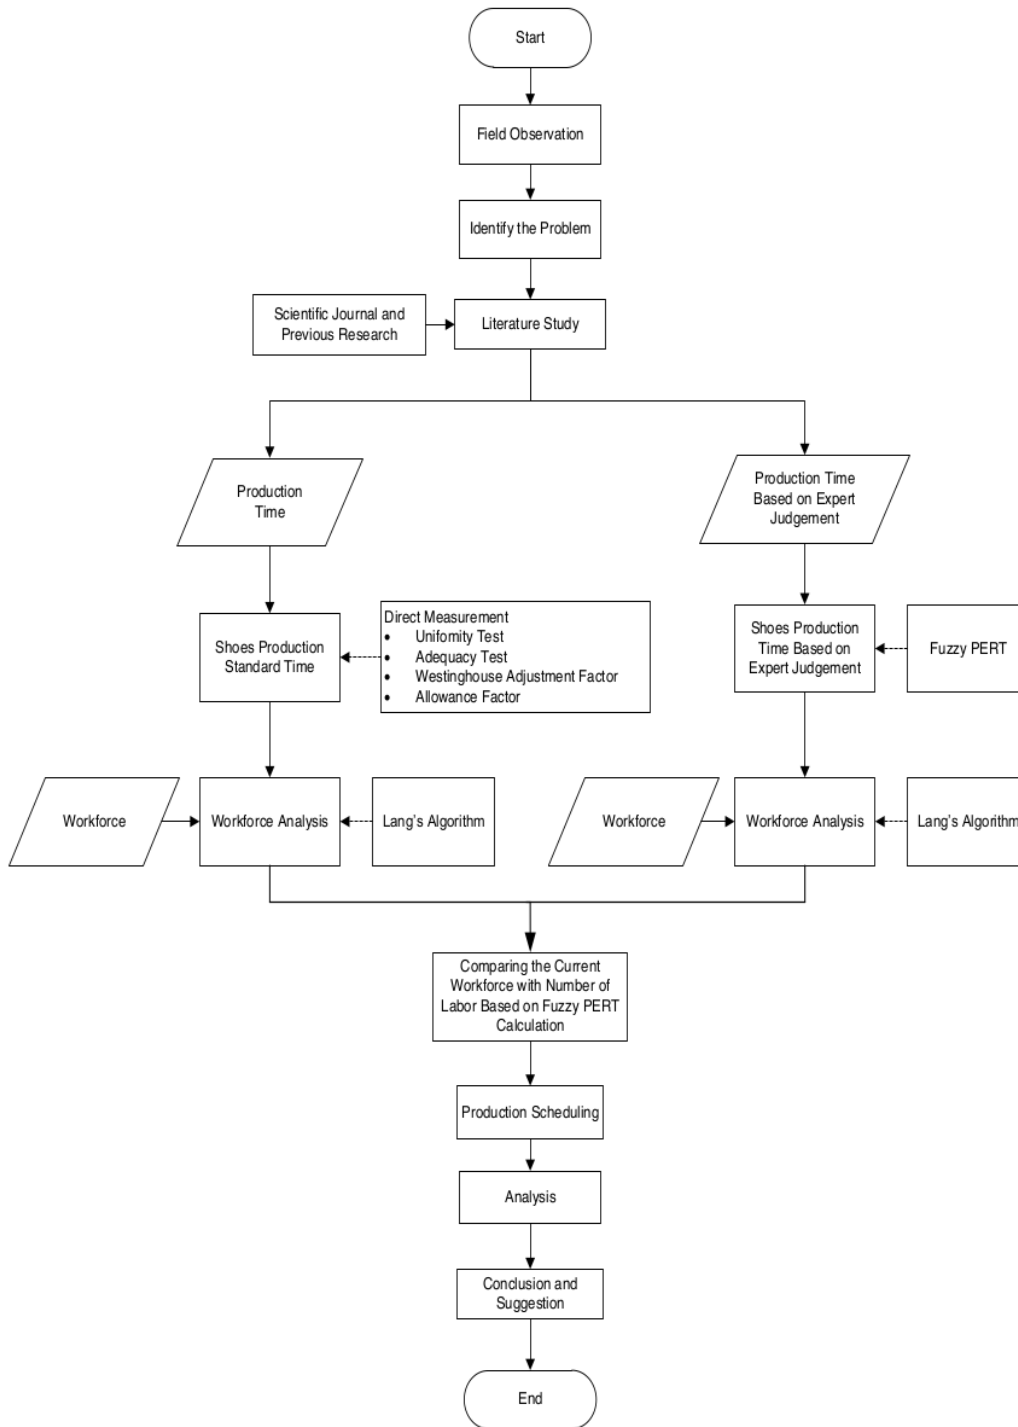 Start
Field Observation
Identify the Problem
Scientific Journal and
Previous Research
Literature Study
Production
Time
Production Time
Based on Expert
Judgement
Shoes Production
Standard Time
Direct Measurement
• Unifomity Test
• Adequacy Test
• Westinghouse Adjustment Factor
• Allowance Factor
Shoes Production
Time Based on
Expert Judgement
Fuzzy PERT
Workforce
Workforce Analysis
Lang's Algorithm
Workforce
Workforce Analysis
Lang's Algorithm
Comparing the Current
Workforce with Number of
Labor Based on Fuzzy PERT
Calculation
Production Scheduling
Analysis
Conclusion and
Suggestion
End